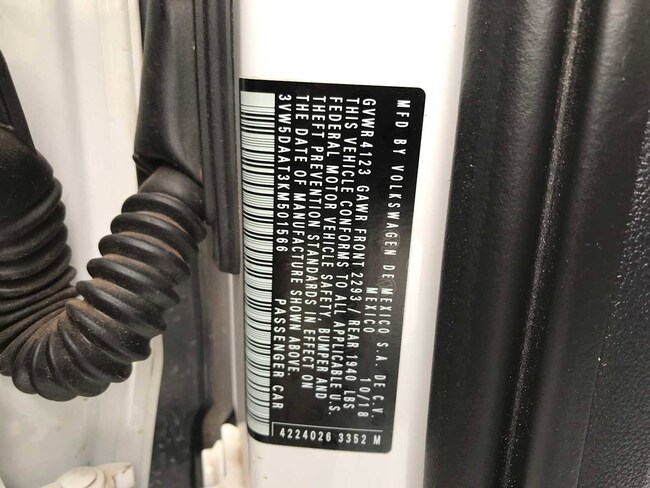 MFD BY VOLKSWAGEN DE MEXICO S.A. DE C.V.
MEXICO 10/18
GVWR 4123 GAWR FRONT 2293 / REAR 1940 LBS
THIS VEHICLE CONFORMS TO ALL APPLICABLE U.S.
FEDERAL MOTOR VEHICLE SAFETY, BUMPER AND
THEFT PREVENTION STANDARDS IN EFFECT ON
THE DATE OF MANUFACTURE SHOWN ABOVE.
3VW5DAAT3KM501566 PASSENGER CAR
4224026 3352 M